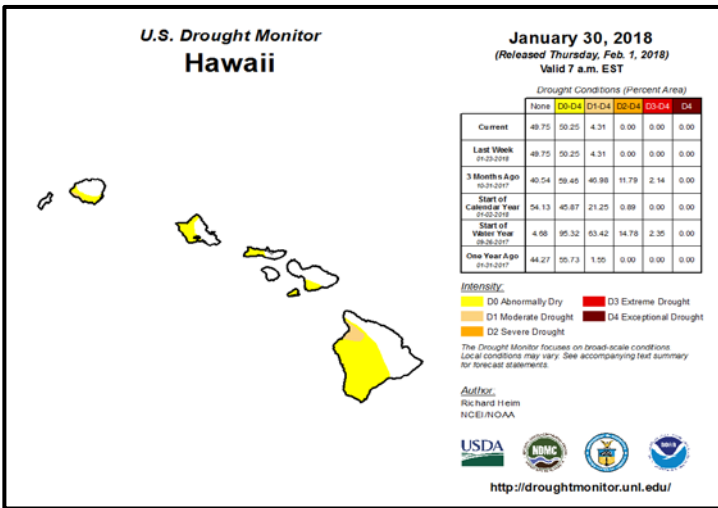 U.S. Drought Monitor
Hawaii
January 30, 2018
(Released Thursday, Feb. 1, 2018)
Valid 7 a.m. EST
Drought Conditions (Percent Area)
None D0-D4 D1-D4 D2-D4 D3-D4 D4
Current 49.75 50.25 4.31 0.00 0.00 0.00
Last Week
01-23-2018 49.75 50.25 4.31 0.00 0.00 0.00
3 Months Ago
10-31-2017 40.54 59.46 46.98 11.79 2.14 0.00
Start of
Calendar Year
01-02-2018 54.13 45.87 21.25 0.89 0.00 0.00
Start of
Water Year
09-26-2017 4.68 95.32 63.42 14.78 2.35 0.00
One Year Ago
01-31-2017 44.27 55.73 1.55 0.00 0.00 0.00
Intensity:
D0 Abnormally Dry
D1 Moderate Drought
D2 Severe Drought
D3 Extreme Drought
D4 Exceptional Drought
The Drought Monitor focuses on broad-scale conditions.
Local conditions may vary. See accompanying text summary
for forecast statements.
Author:
Richard Heim
NCEI/NOAA
USDA
NDMC
http://droughtmonitor.unl.edu/